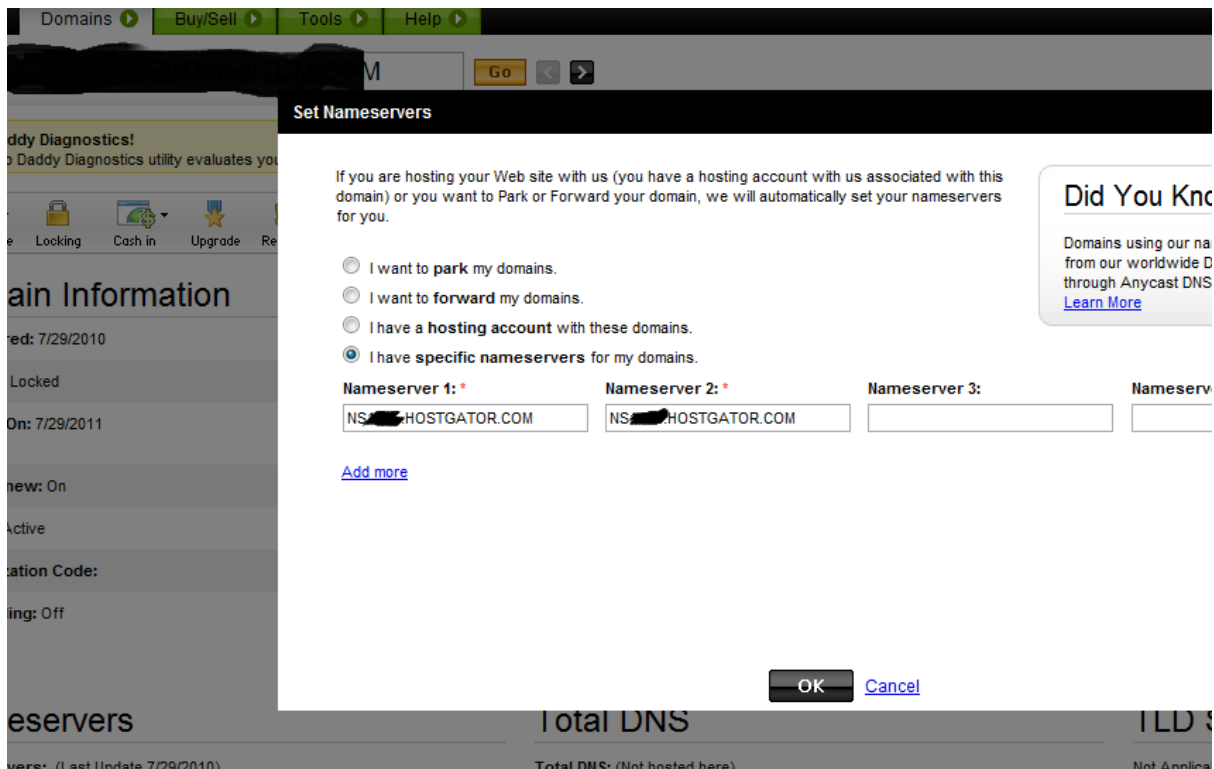 Domains Buy/Sell Tools Help
M Go
Set Nameservers
ddy Diagnostics!
Daddy Diagnostics utility evaluates you
If you are hosting your Web site with us (you have a hosting account with us associated with this
domain) or you want to Park or Forward your domain, we will automatically set your nameservers
for you.
Did You Kno
Domains using our na
from our worldwide D
through Anycast DNS
Learn More
e Locking Cash in Upgrade Re
I want to park my domains.
I want to forward my domains.
I have a hosting account with these domains.
I have specific nameservers for my domains.
ain Information
red: 7/29/2010
Locked
On: 7/29/2011
new: On
Active
ation Code:
ing: Off
Nameserver 1: * Nameserver 2: * Nameserver 3: Nameserv
NS .HOSTGATOR.COM NS .HOSTGATOR.COM
Add more
OK Cancel
eservers Total DNS TLD S
vers: (Last Update 7/29/2010) Total DNS: (Not hosted here) Not Applica